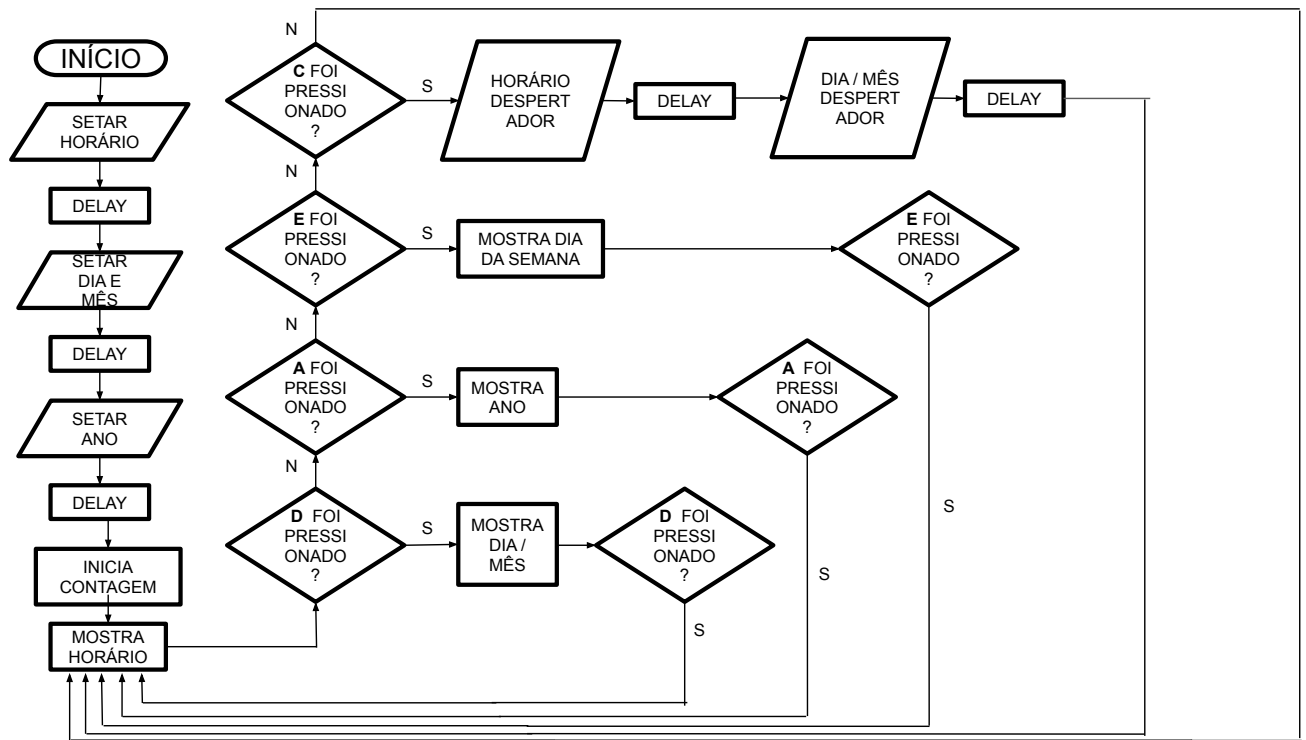 INÍCIO
SETAR
HORÁRIO
DELAY
SETAR
DIA E
MÊS
DELAY
SETAR
ANO
DELAY
INICIA
CONTAGEM
MOSTRA
HORÁRIO
D FOI
PRESSI
ONADO
?
S
MOSTRA
DIA /
MÊS
D FOI
PRESSI
ONADO
?
S
N
A FOI
PRESSI
ONADO
?
S
MOSTRA
ANO
A FOI
PRESSI
ONADO
?
S
N
E FOI
PRESSI
ONADO
?
S
MOSTRA DIA
DA SEMANA
E FOI
PRESSI
ONADO
?
S
N
C FOI
PRESSI
ONADO
?
S
HORÁRIO
DESPERT
ADOR
DELAY
DIA / MÊS
DESPERT
ADOR
DELAY
N